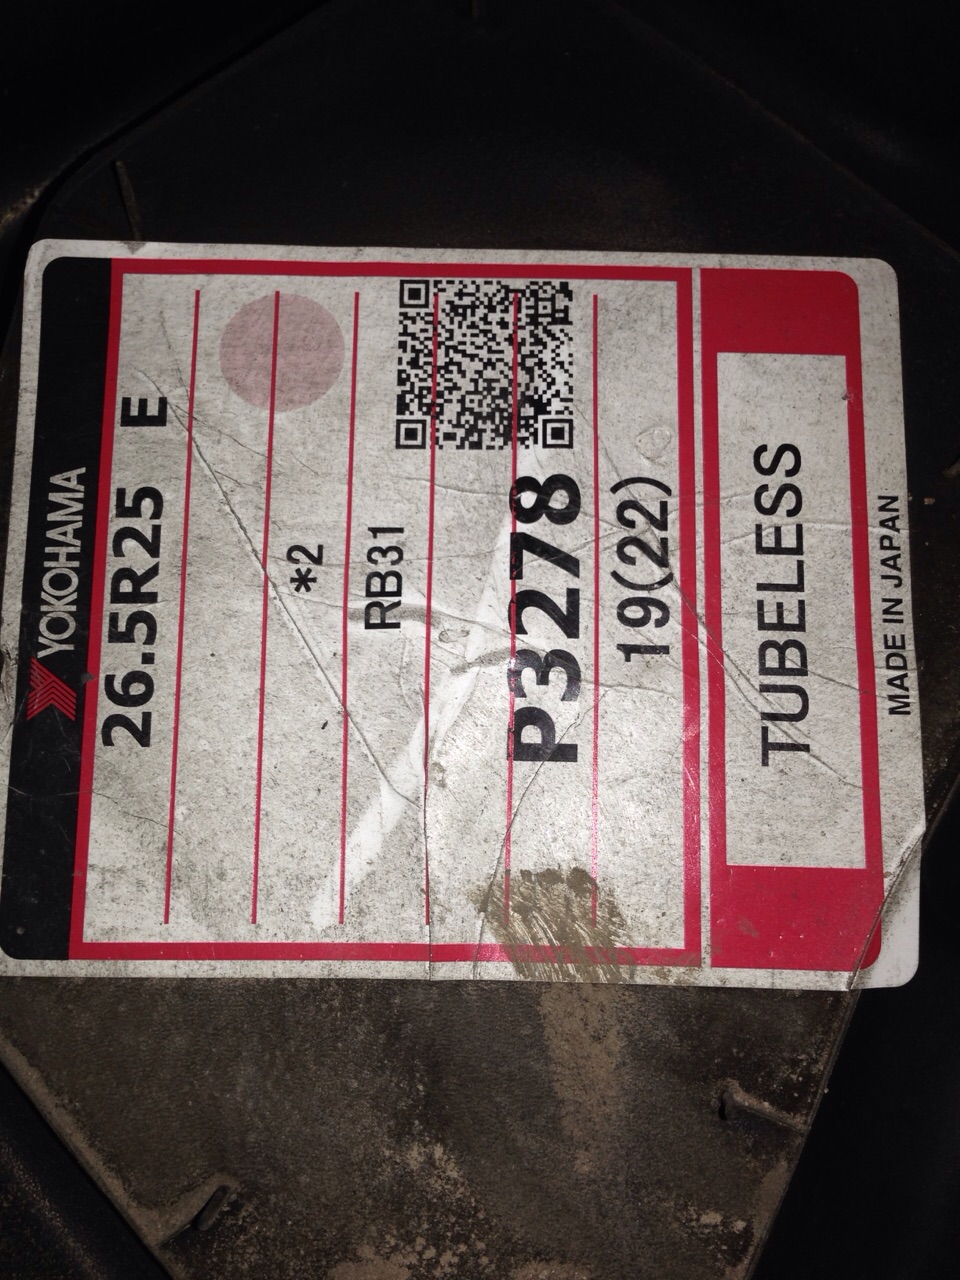 YOKOHAMA
26.5R25 E
*2
RB31
P3278
19(22)
TUBELESS
MADE IN JAPAN